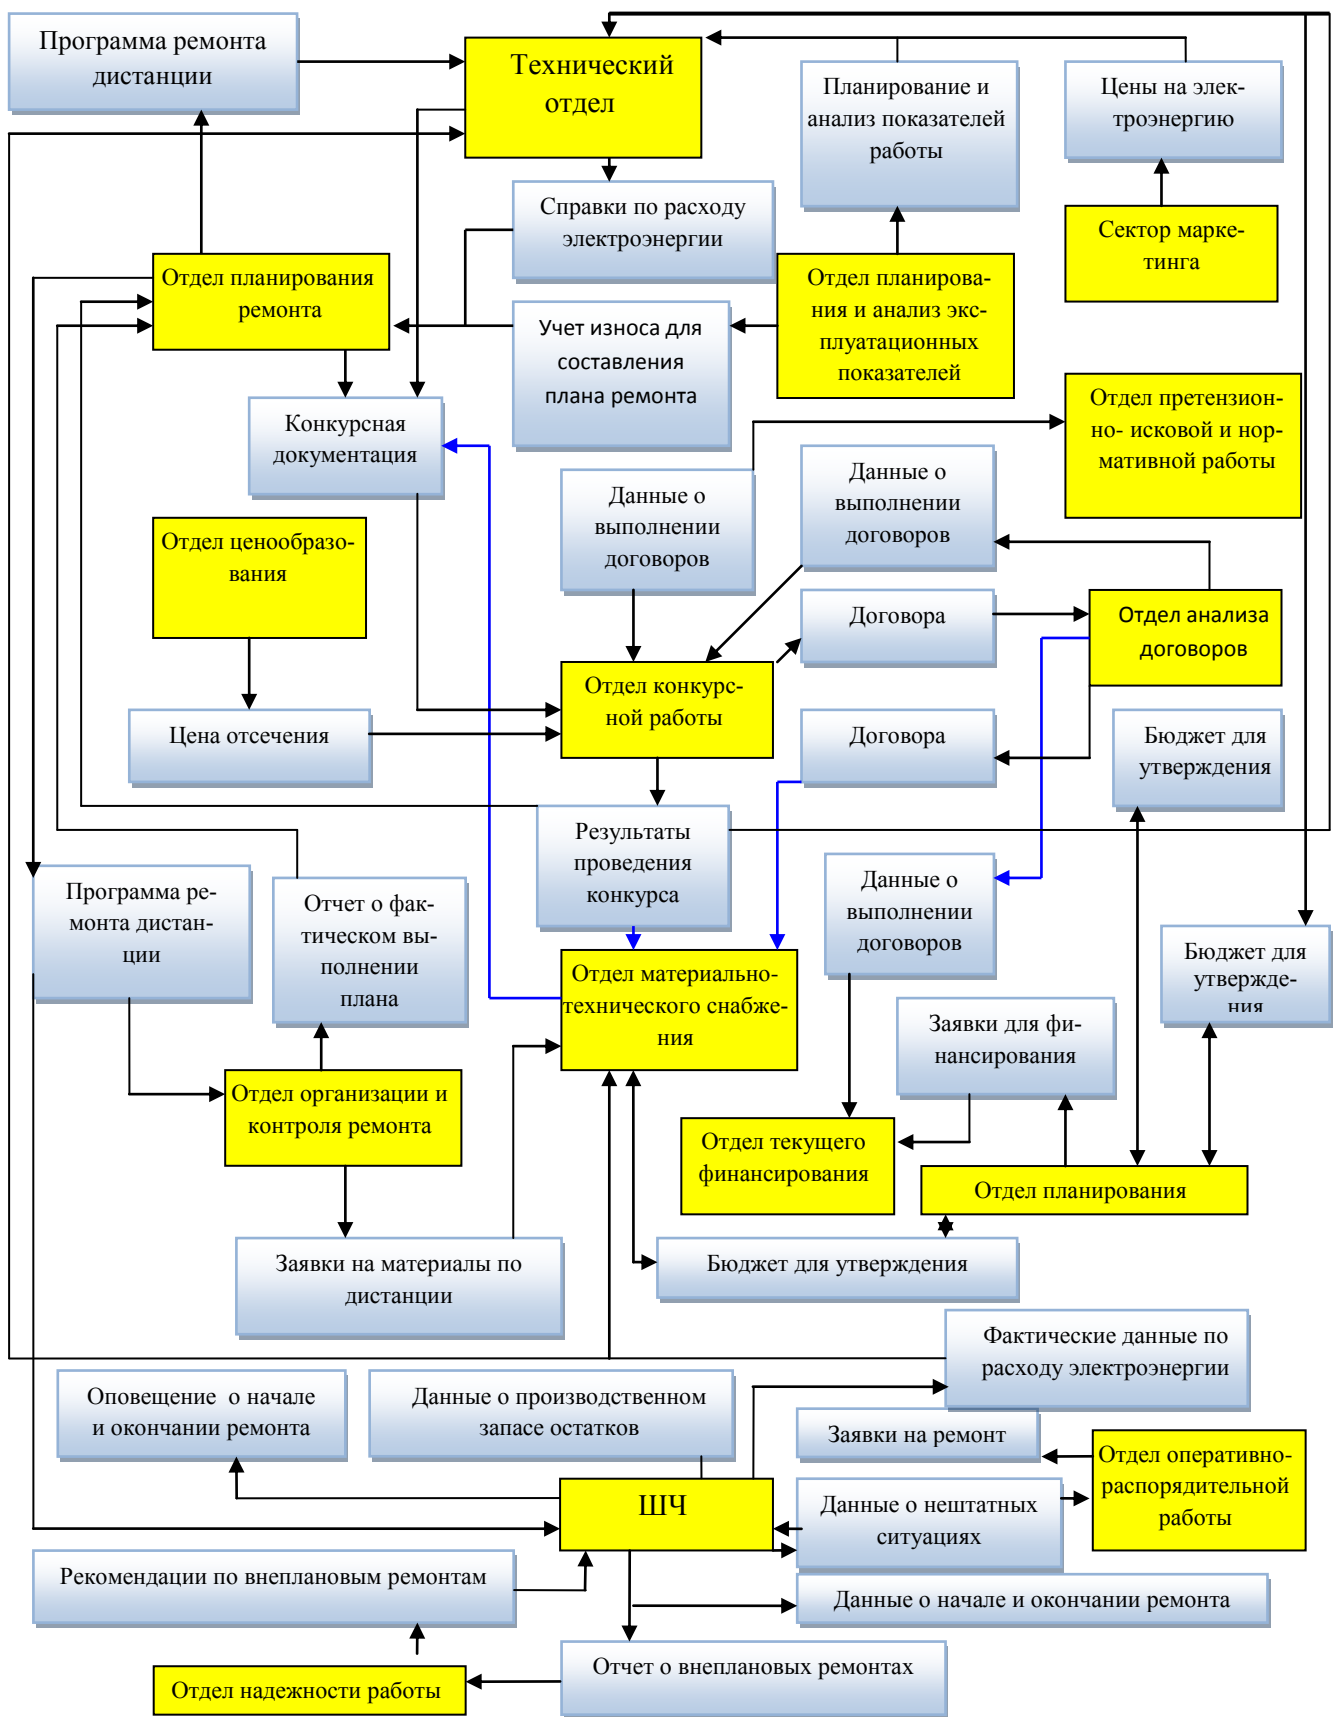 Программа ремонта
дистанции
Технический
отдел
Планирование и
анализ показателей
работы
Цены на элек-
троэнергию
Справки по расходу
электроэнергии
Сектор марке-
тинга
Отдел планирования
ремонта
Отдел планирова-
ния и анализ экс-
плуатационных
показателей
Учет износа для
составления
плана ремонта
Отдел претензион-
но- исковой и нор-
мативной работы
Конкурсная
документация
Данные о
выполнении
договоров
Данные о
выполнении
договоров
Отдел ценообразо-
вания
Договора
Отдел анализа
договоров
Отдел конкурс-
ной работы
Цена отсечения
Договора
Бюджет для
утверждения
Результаты
проведения
конкурса
Программа ре-
монта дистан-
ции
Отчет о фак-
тическом вы-
полнении
плана
Данные о
выполнении
договоров
Бюджет для
утвержде-
ния
Отдел материально-
технического снабже-
ния
Заявки для фи-
нансирования
Отдел организации и
контроля ремонта
Отдел текущего
финансирования
Отдел планирования
Заявки на материалы по
дистанции
Бюджет для утверждения
Фактические данные по
расходу электроэнергии
Оповещение о начале
и окончании ремонта
Данные о производственном
запасе остатков
Заявки на ремонт
Отдел оперативно-
распорядительной
работы
ШЧ
Данные о нештатных
ситуациях
Рекомендации по внеплановым ремонтам
Данные о начале и окончании ремонта
Отчет о внеплановых ремонтах
Отдел надежности работы